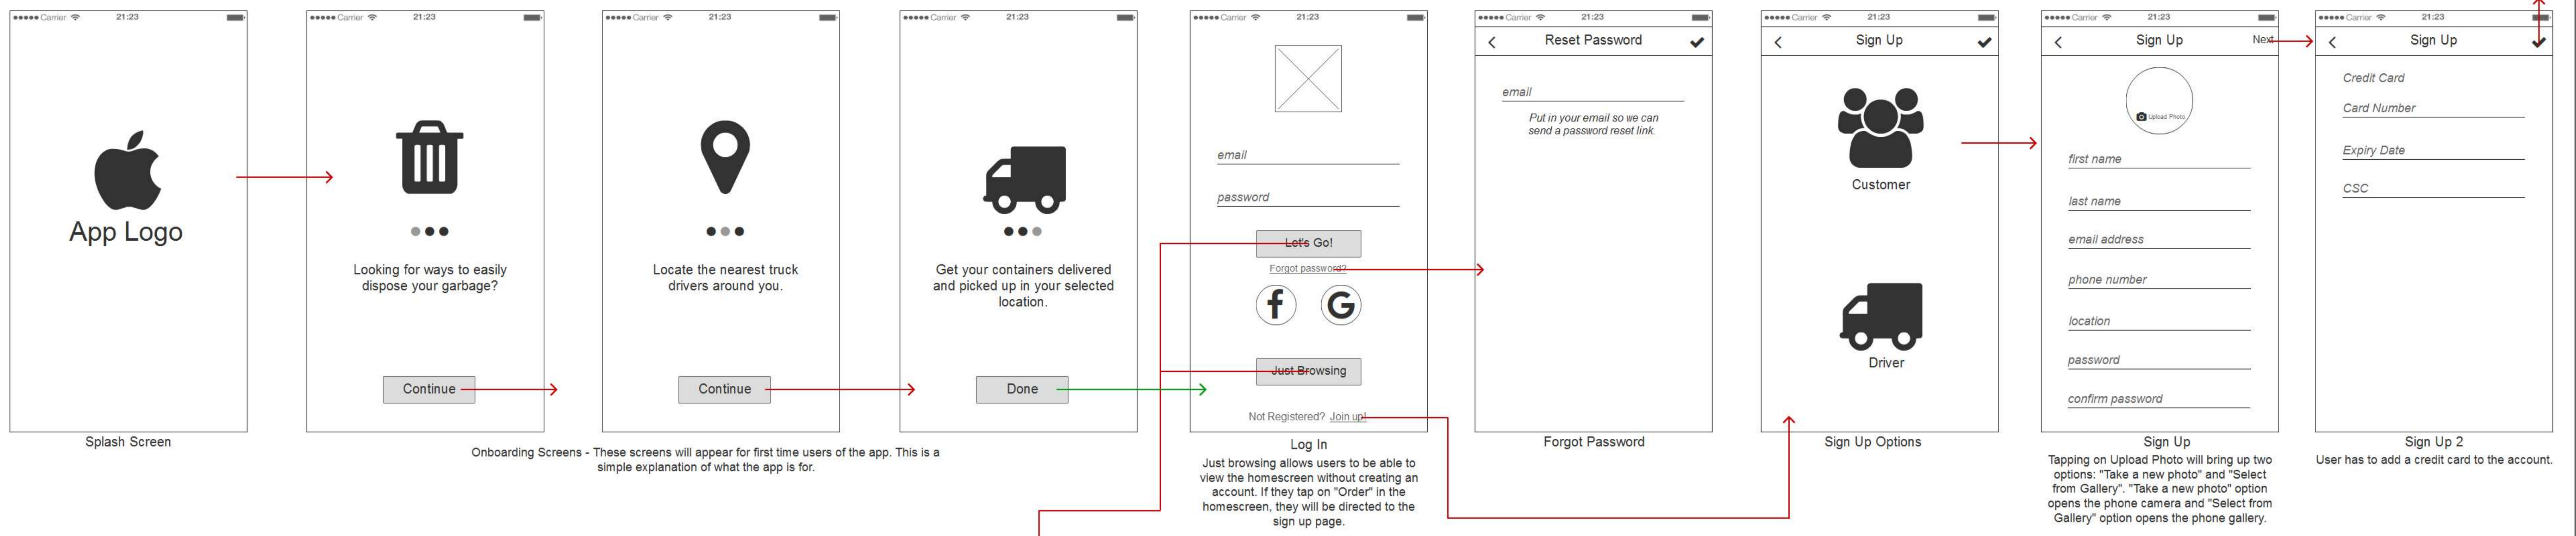 Carrier 21:23
App Logo
Splash Screen
Carrier 21:23
Looking for ways to easily
dispose your garbage?
Continue
Carrier 21:23
Locate the nearest truck
drivers around you.
Continue
Carrier 21:23
Get your containers delivered
and picked up in your selected
location.
Done
Onboarding Screens - These screens will appear for first time users of the app. This is a
simple explanation of what the app is for.
Carrier 21:23
email
password
Let's Go!
Forgot password?
f G
Just Browsing
Not Registered? Join up!
Log In
Just browsing allows users to be able to
view the homescreen without creating an
account. If they tap on "Order" in the
homescreen, they will be directed to the
sign up page.
Carrier 21:23
Reset Password
email
Put in your email so we can
send a password reset link.
Forgot Password
Carrier 21:23
Sign Up
Customer
Driver
Sign Up Options
Carrier 21:23
Sign Up Next
Upload Photo
first name
last name
email address
phone number
location
password
confirm password
Sign Up
Tapping on Upload Photo will bring up two
options: "Take a new photo" and "Select
from Gallery". "Take a new photo" option
opens the phone camera and "Select from
Gallery" option opens the phone gallery.
Carrier 21:23
Sign Up
Credit Card
Card Number
Expiry Date
CSC
Sign Up 2
User has to add a credit card to the account.